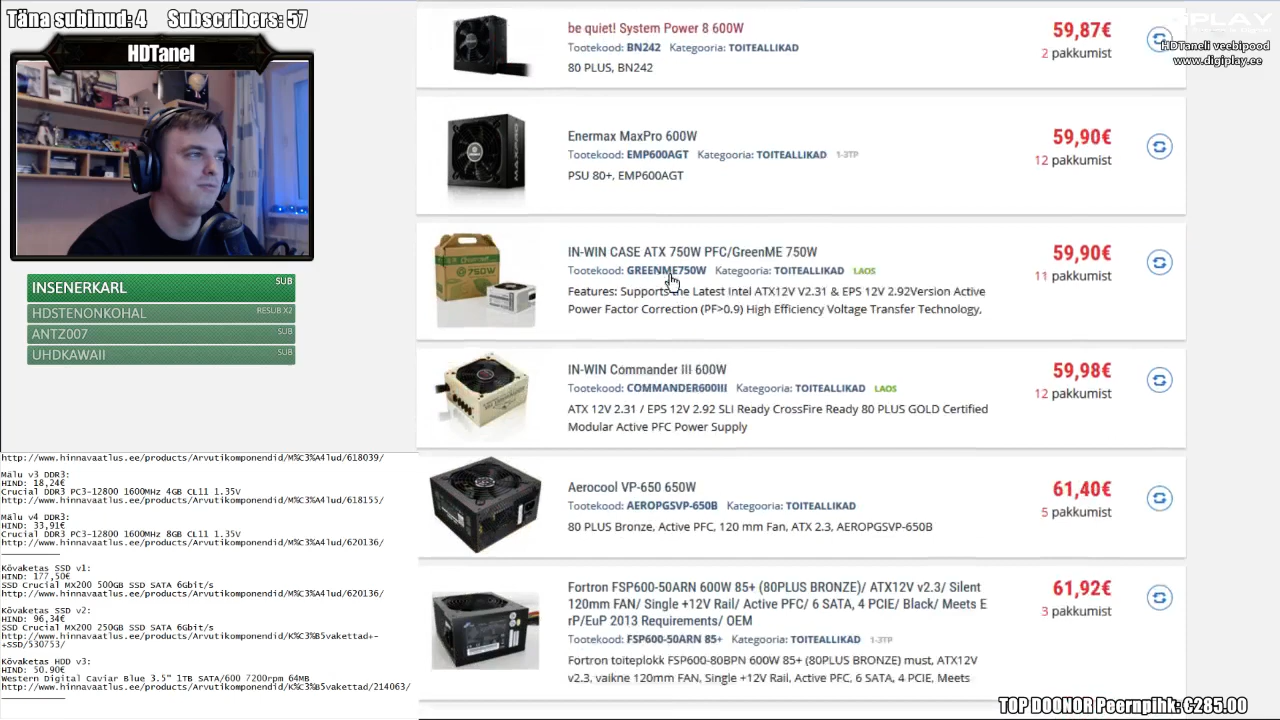 Täna subinud: 4 Subscribers: 57
HDTanel
INSENERKARL SUB
HDSTENONKOHAL RESUB X2
ANTZ007 SUB
UHDKAWAII SUB
http://www.hinnavaatlus.ee/products/Arvutikomponendid/M%C3%A4lud/618039/
Mälu v3 DDR3:
HIND: 18,24€
Crucial DDR3 PC3-12800 1600MHz 4GB CL11 1.35V
http://www.hinnavaatlus.ee/products/Arvutikomponendid/M%C3%A4lud/618155/
Mälu v4 DDR3:
HIND: 33,91€
Crucial DDR3 PC3-12800 1600MHz 8GB CL11 1.35V
http://www.hinnavaatlus.ee/products/Arvutikomponendid/M%C3%A4lud/620136/
Kõvaketas SSD v1:
HIND: 177,50€
SSD Crucial MX200 500GB SSD SATA 6Gbit/s
http://www.hinnavaatlus.ee/products/Arvutikomponendid/M%C3%A4lud/620136/
Kõvaketas SSD v2:
HIND: 96,34€
SSD Crucial MX200 250GB SSD SATA 6Gbit/s
http://www.hinnavaatlus.ee/products/Arvutikomponendid/K%C3%B5vakettad+-
+SSD/530753/
Kõvaketas HDD v3:
HIND: 50.90€
Western Digital Caviar Blue 3.5" 1TB SATA/600 7200rpm 64MB
http://www.hinnavaatlus.ee/products/Arvutikomponendid/K%C3%B5vakettad/214063/
be quiet! System Power 8 600W
59,87€
Tootekood: BN242 Kategooria: TOITEALLIKAD
2 pakkumist
80 PLUS, BN242
HDTaneli veebipood
www.digiplay.ee
Enermax MaxPro 600W
59,90€
Tootekood: EMP600AGT Kategooria: TOITEALLIKAD 1-3TP
12 pakkumist
PSU 80+, EMP600AGT
750W
IN-WIN CASE ATX 750W PFC/GreenME 750W
59,90€
Tootekood: GREENME750W Kategooria: TOITEALLIKAD LAOS
11 pakkumist
Features: Supports the Latest Intel ATX12V V2.31 & EPS 12V 2.92Version Active
Power Factor Correction (PF>0.9) High Efficiency Voltage Transfer Technology,
IN-WIN Commander III 600W
59,98€
Tootekood: COMMANDER600III Kategooria: TOITEALLIKAD LAOS
12 pakkumist
ATX 12V 2.31 / EPS 12V 2.92 SLI Ready CrossFire Ready 80 PLUS GOLD Certified
Modular Active PFC Power Supply
Aerocool VP-650 650W
61,40€
Tootekood: AEROPGSVP-650B Kategooria: TOITEALLIKAD
5 pakkumist
80 PLUS Bronze, Active PFC, 120 mm Fan, ATX 2.3, AEROPGSVP-650B
Fortron FSP600-50ARN 600W 85+ (80PLUS BRONZE)/ ATX12V v2.3/ Silent
120mm FAN/ Single +12V Rail/ Active PFC/ 6 SATA, 4 PCIE/ Black/ Meets E
rP/EuP 2013 Requirements/ OEM
61,92€
3 pakkumist
Tootekood: FSP600-50ARN 85+ Kategooria: TOITEALLIKAD 1-3TP
Fortron toiteplokk FSP600-80BPN 600W 85+ (80PLUS BRONZE) must, ATX12V
v2.3, vaikne 120mm FAN, Single +12V Rail, Active PFC, 6 SATA, 4 PCIE, Meets
TOP DOONOR Peernpihk: €285.00